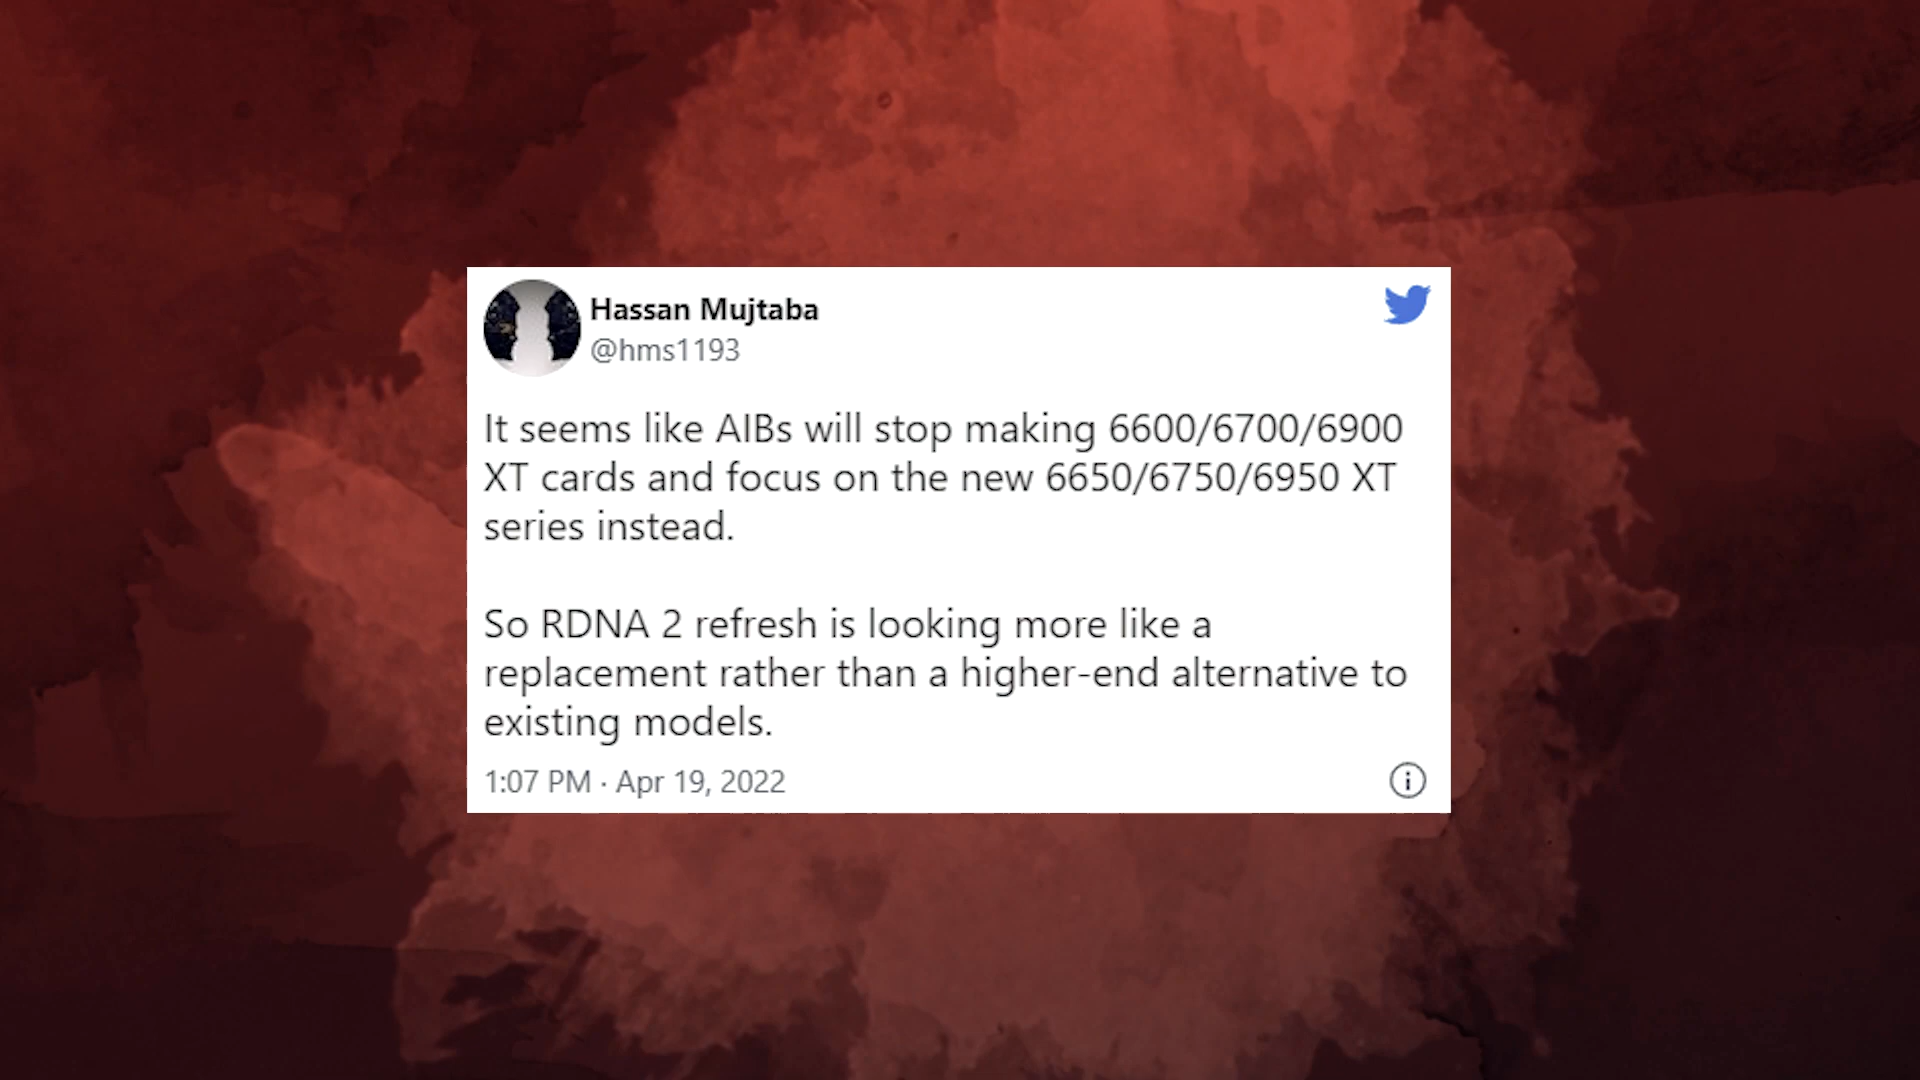 Hassan Mujtaba
@hms1193
It seems like AIBs will stop making 6600/6700/6900
XT cards and focus on the new 6650/6750/6950 XT
series instead.
So RDNA 2 refresh is looking more like a
replacement rather than a higher-end alternative to
existing models.
1:07 PM · Apr 19, 2022